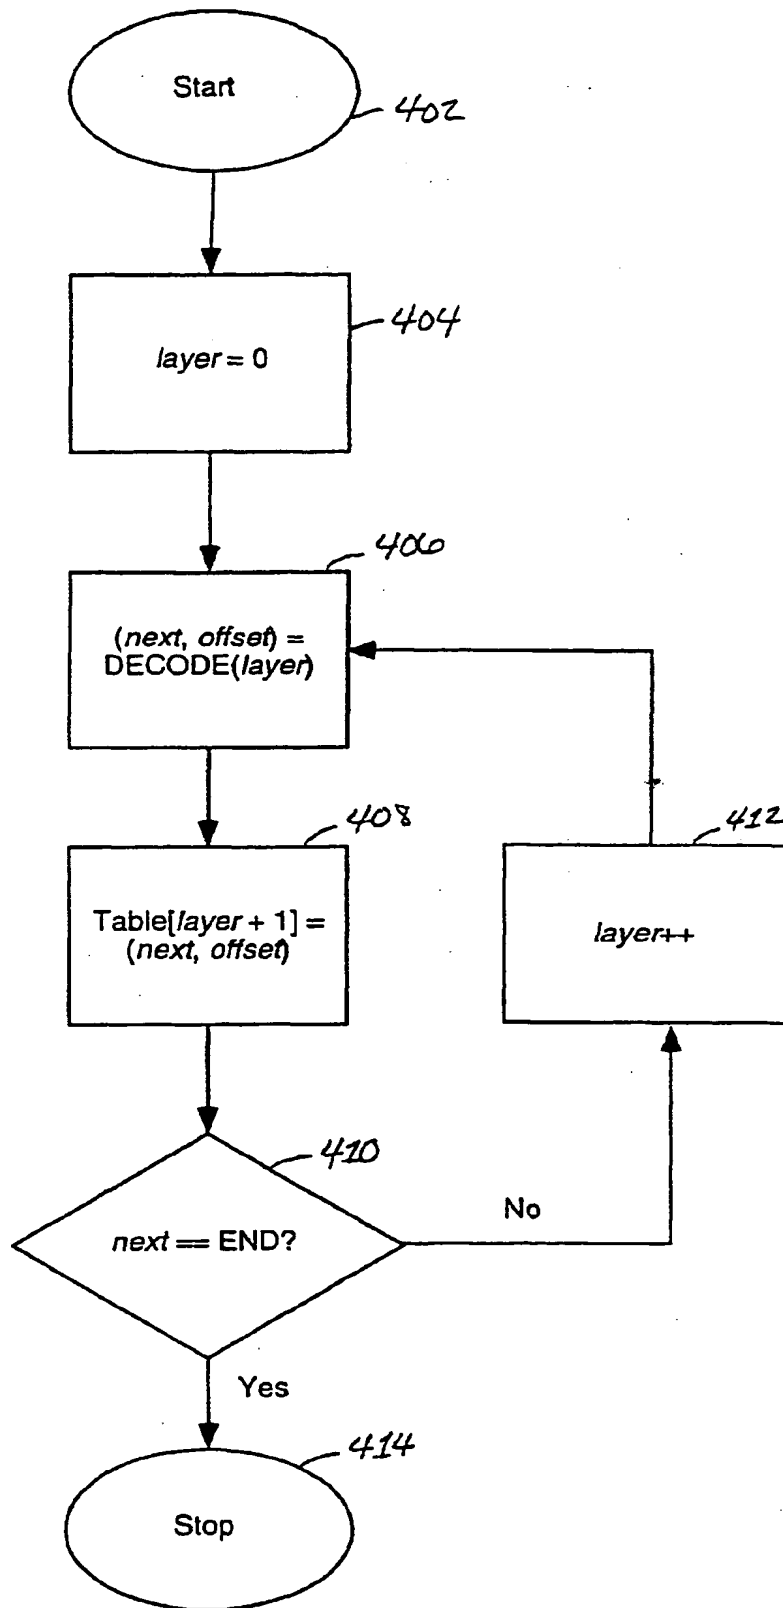 Start
402
layer = 0
404
406
(next, offset) =
DECODE(layer)
408
Table[layer + 1] =
(next, offset)
412
layer++
410
next == END?
No
Yes
414
Stop